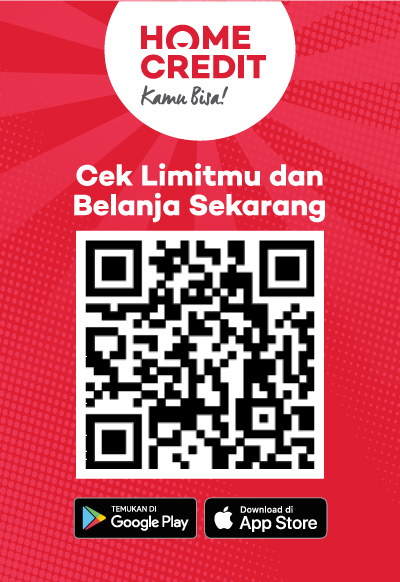 HOME
CREDIT
Kamu Bisa!
Cek Limitmu dan
Belanja Sekarang
TEMUKAN DI
Google Play
Download di
App Store